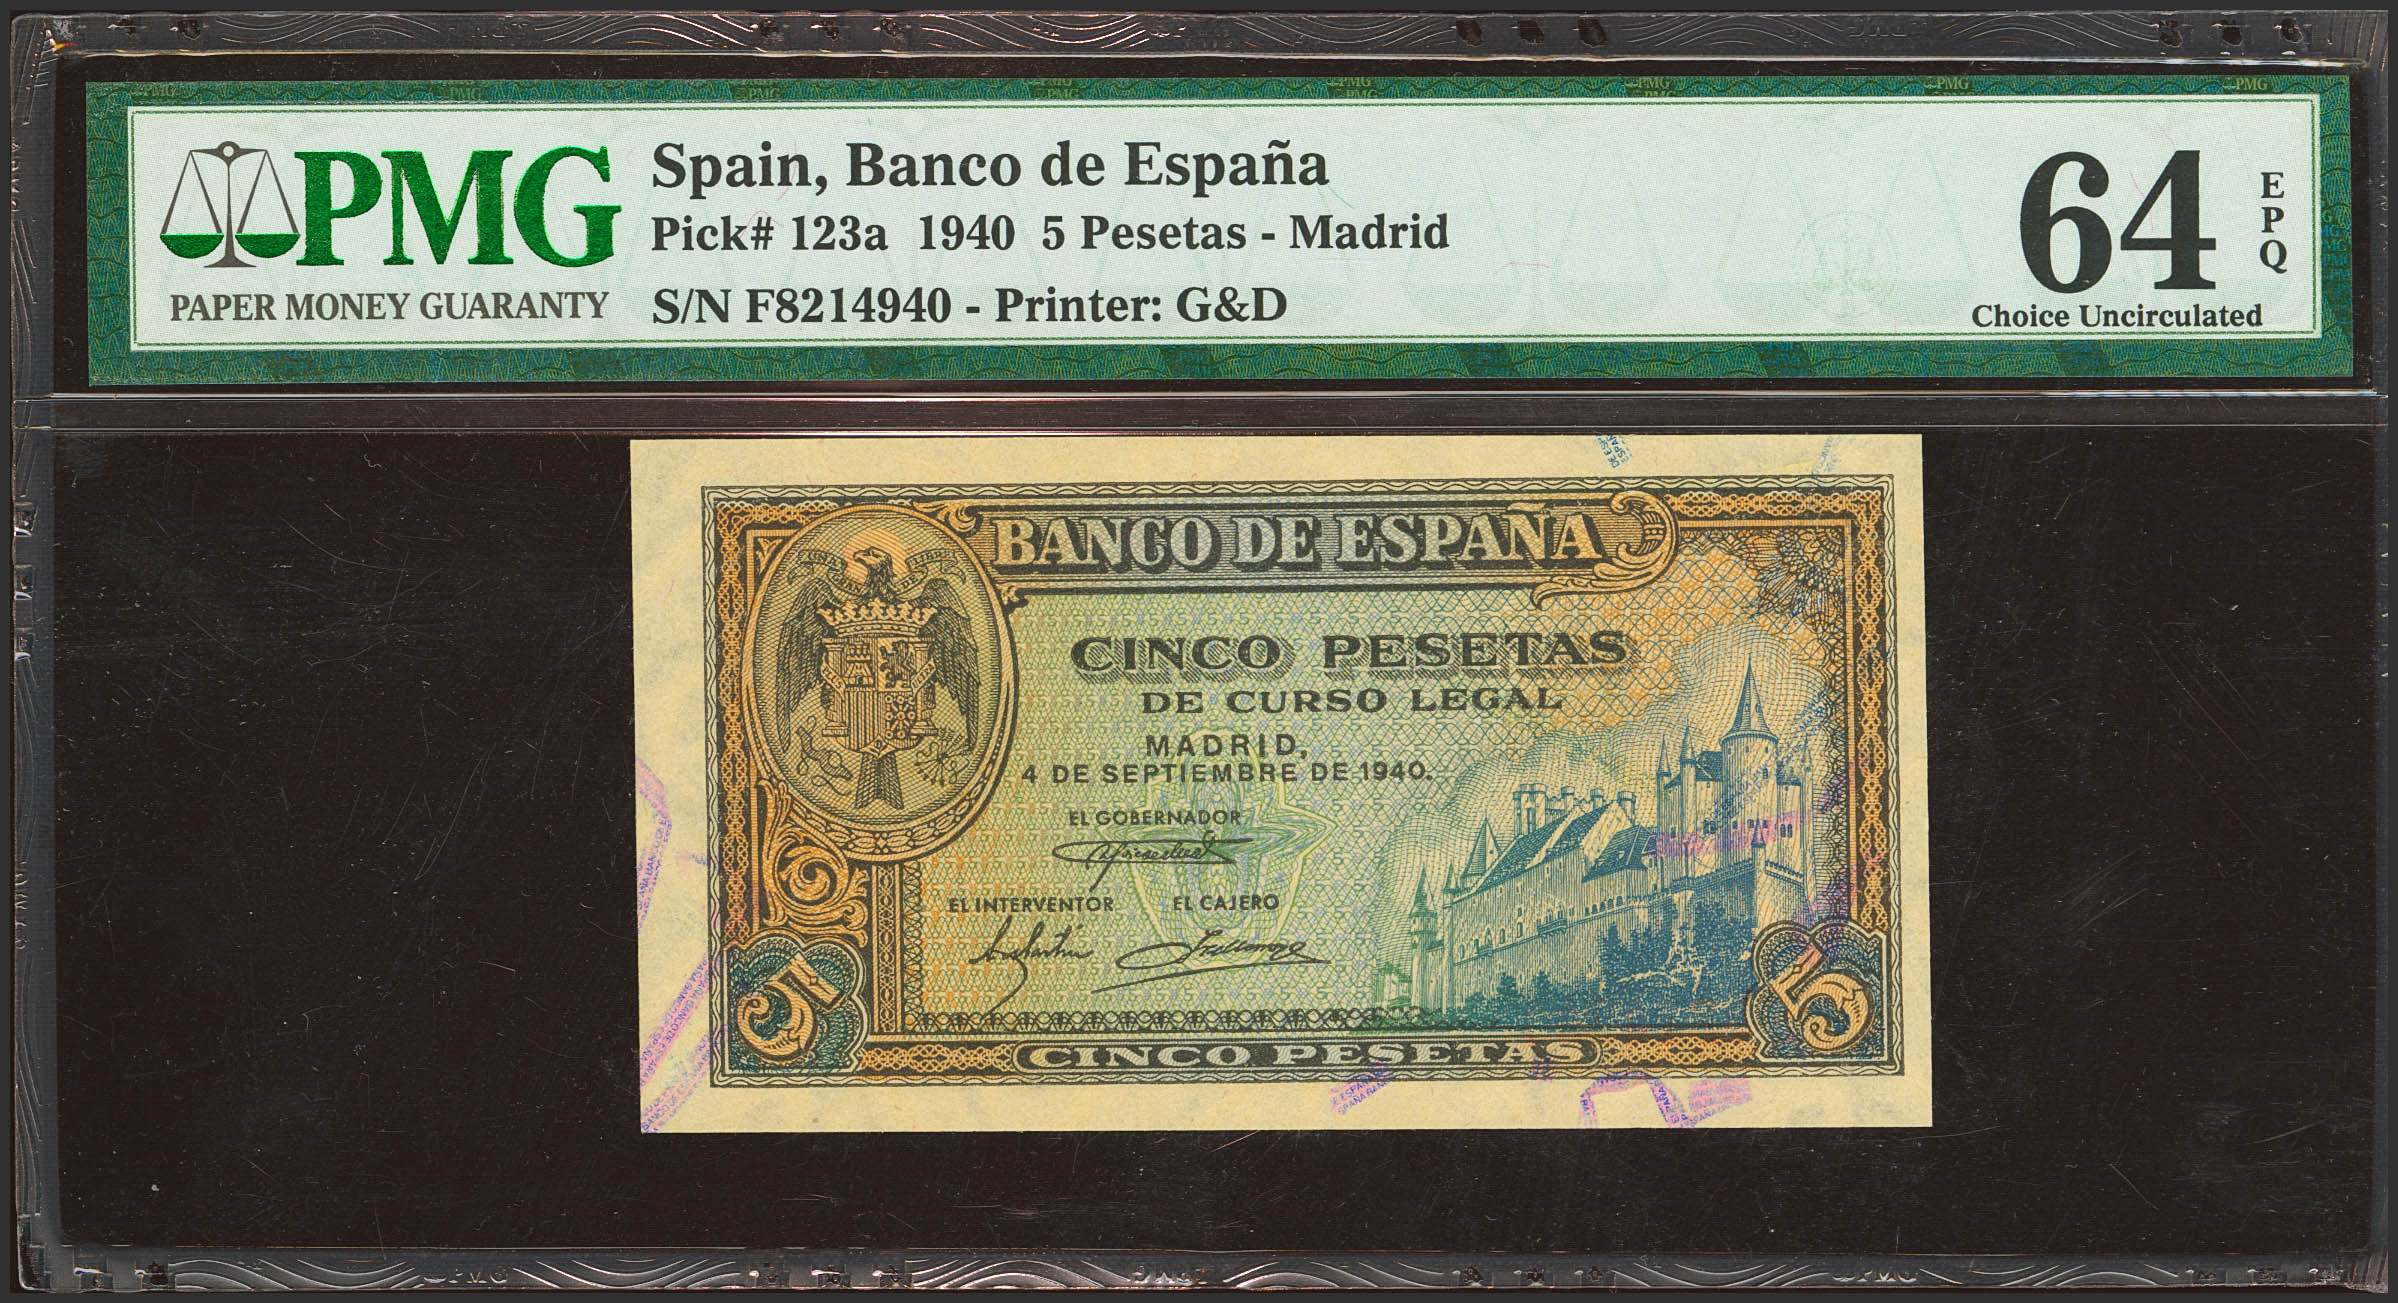 PMG
PAPER MONEY GUARANTY
Spain, Banco de España
Pick# 123a 1940 5 Pesetas - Madrid
S/N F8214940 - Printer: G&D
64
EPQ
Choice Uncirculated
BANCO DE ESPAÑA
CINCO PESETAS
DE CURSO LEGAL
MADRID,
4 DE SEPTIEMBRE DE 1940.
EL GOBERNADOR
EL INTERVENTOR EL CAJERO
5
5
5
CINCO PESETAS